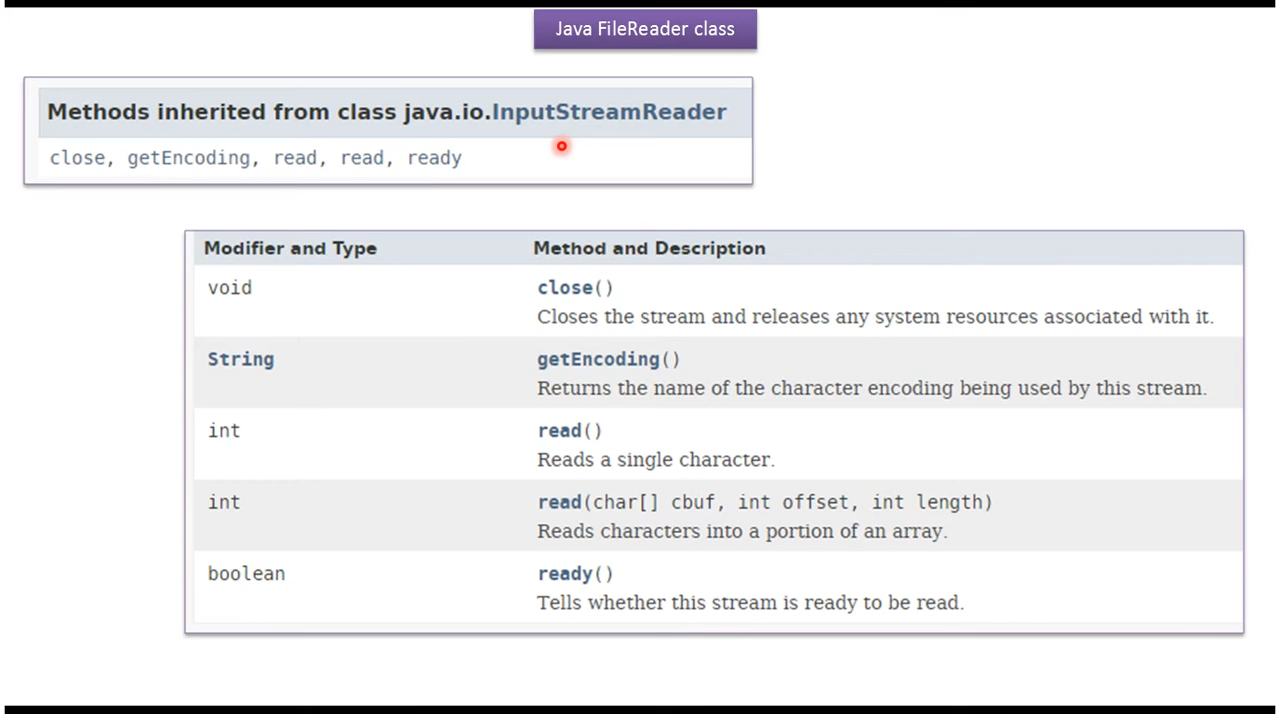 Java FileReader class
Methods inherited from class java.io.InputStreamReader
close, getEncoding, read, read, ready
Modifier and Type Method and Description
void close()
Closes the stream and releases any system resources associated with it.
String getEncoding()
Returns the name of the character encoding being used by this stream.
int read()
Reads a single character.
int read(char[] cbuf, int offset, int length)
Reads characters into a portion of an array.
boolean ready()
Tells whether this stream is ready to be read.